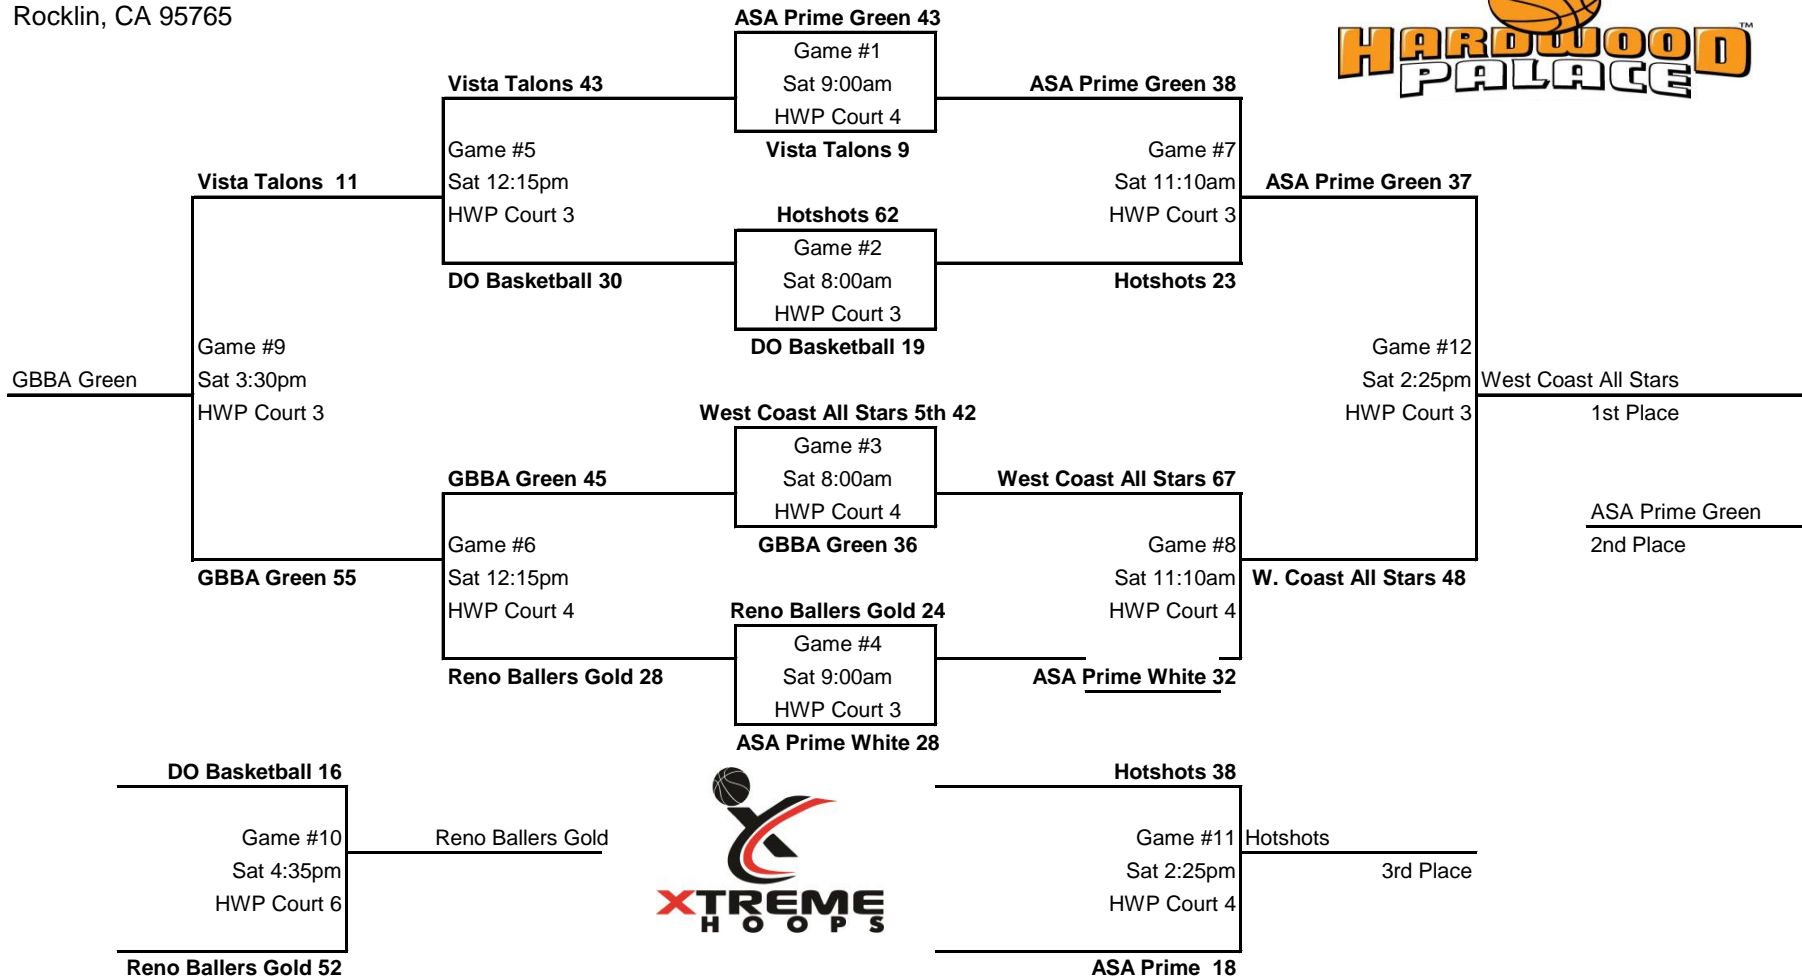 Rocklin, CA 95765
HARDWOOD
PALACE
TM
ASA Prime Green 43
Game #1
Sat 9:00am
HWP Court 4
Vista Talons 9
Vista Talons 43
ASA Prime Green 38
Game #5
Sat 12:15pm
HWP Court 3
Game #7
Sat 11:10am
HWP Court 3
Vista Talons 11
ASA Prime Green 37
Hotshots 62
Game #2
Sat 8:00am
HWP Court 3
DO Basketball 19
DO Basketball 30
Hotshots 23
Game #9
Sat 3:30pm
HWP Court 3
GBBA Green
Game #12
Sat 2:25pm
HWP Court 3
West Coast All Stars
1st Place
West Coast All Stars 5th 42
Game #3
Sat 8:00am
HWP Court 4
GBBA Green 36
GBBA Green 45
West Coast All Stars 67
ASA Prime Green
2nd Place
Game #6
Sat 12:15pm
HWP Court 4
Game #8
Sat 11:10am
HWP Court 4
GBBA Green 55
W. Coast All Stars 48
Reno Ballers Gold 24
Game #4
Sat 9:00am
HWP Court 3
ASA Prime White 28
Reno Ballers Gold 28
ASA Prime White 32
DO Basketball 16
Game #10
Sat 4:35pm
HWP Court 6
Reno Ballers Gold 52
Reno Ballers Gold
XTREME
HOOPS
Hotshots 38
Game #11
Sat 2:25pm
HWP Court 4
ASA Prime 18
Hotshots
3rd Place